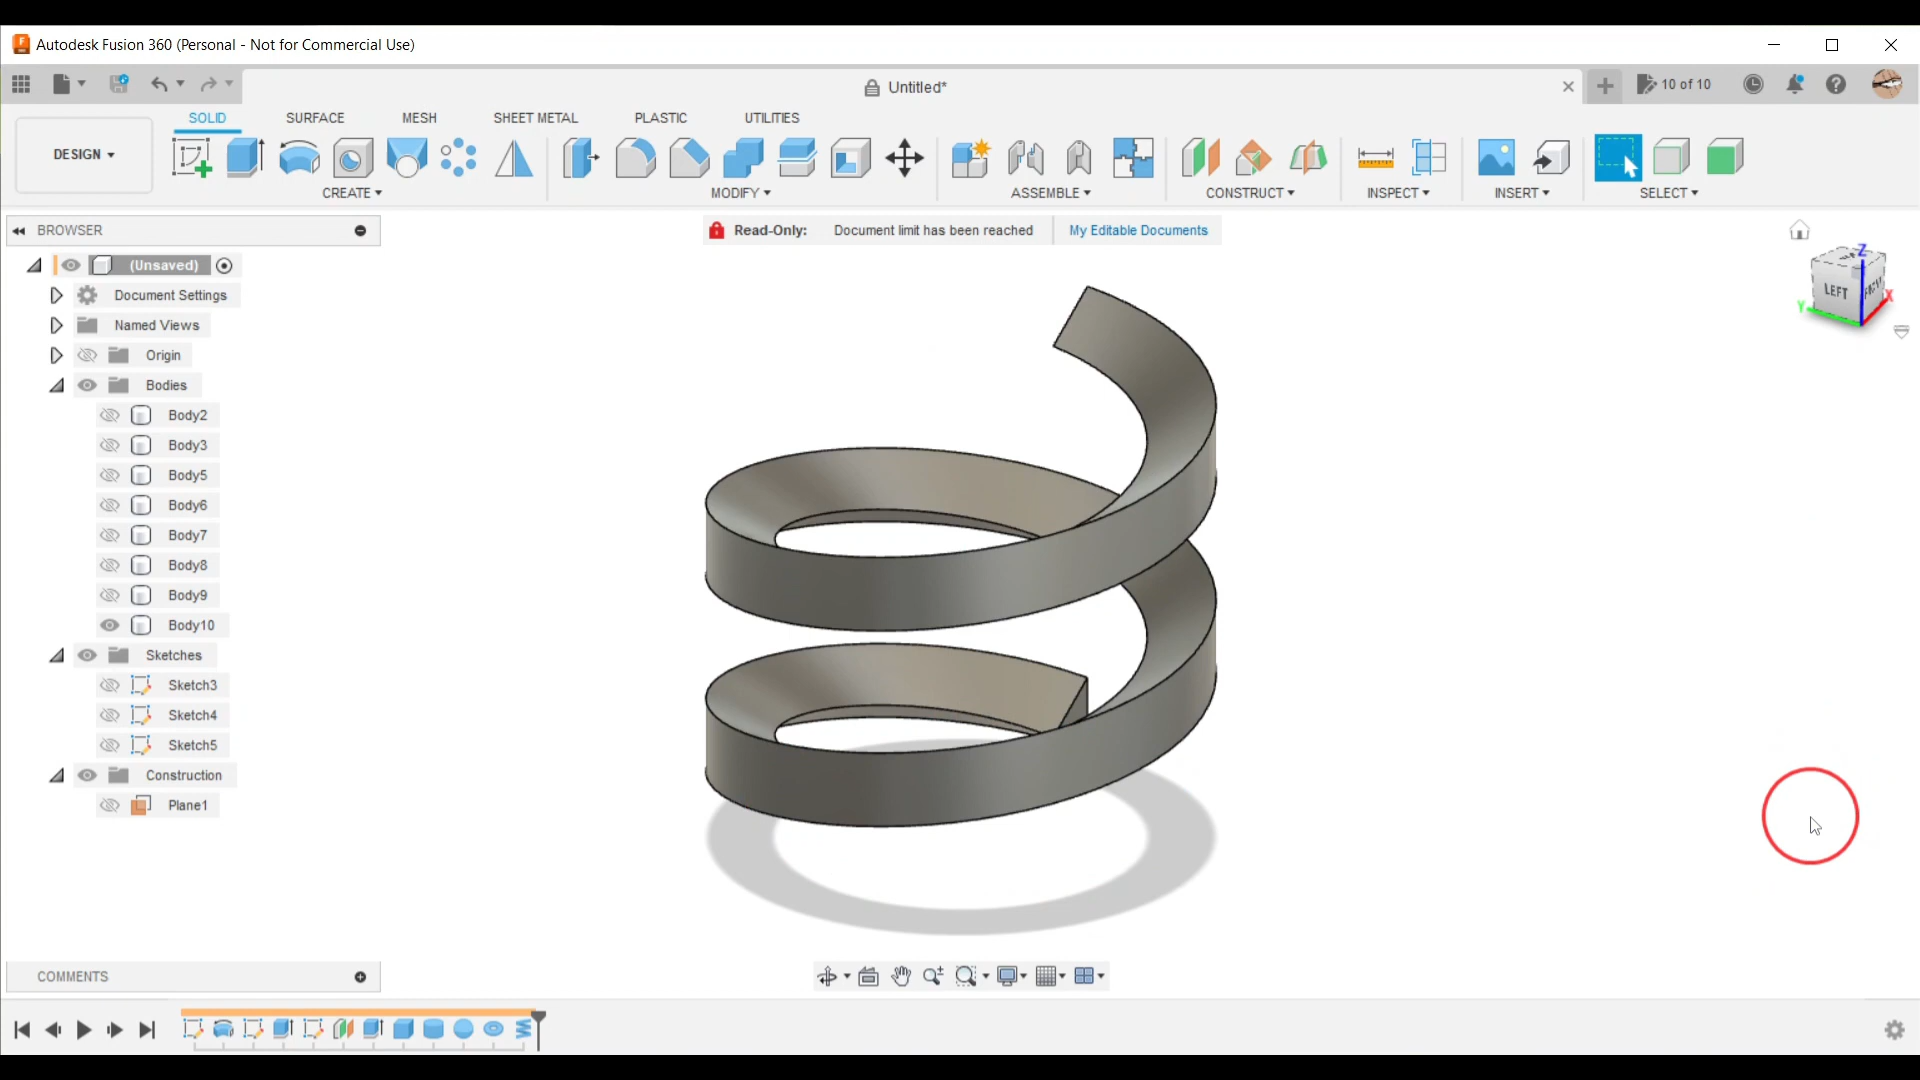 Autodesk Fusion 360 (Personal - Not for Commercial Use)
Untitled*
10 of 10
SOLID
SURFACE
MESH
SHEET METAL
PLASTIC
UTILITIES
DESIGN
CREATE
MODIFY
ASSEMBLE
CONSTRUCT
INSPECT
INSERT
SELECT
BROWSER
Read-Only: Document limit has been reached My Editable Documents
(Unsaved)
Document Settings
Named Views
Origin
Bodies
Body2
Body3
Body5
Body6
Body7
Body8
Body9
Body10
Sketches
Sketch3
Sketch4
Sketch5
Construction
Plane1
Z
LEFT
X
Y
COMMENTS